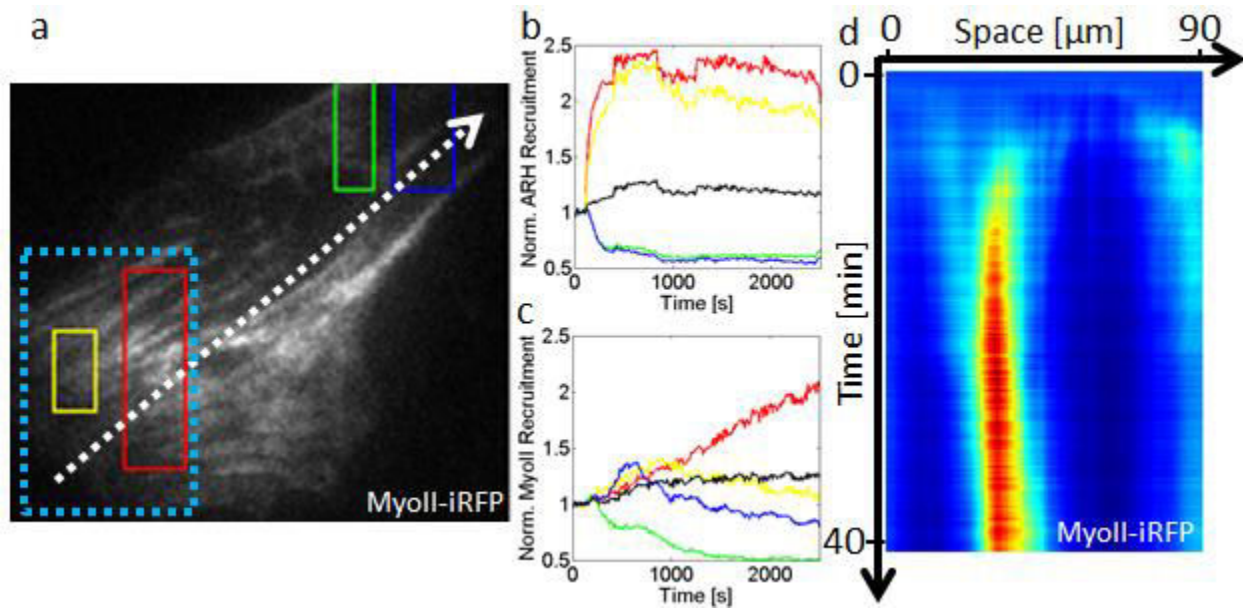 a
MyoII-iRFP
b
Norm. ARH Recruitment
2.5
2
1.5
1
0.5
0 1000 2000
Time [s]
c
Norm. MyoII Recruitment
2.5
2
1.5
1
0.5
0 1000 2000
Time [s]
d
0 Space [µm] 90
0
Time [min]
40
MyoII-iRFP